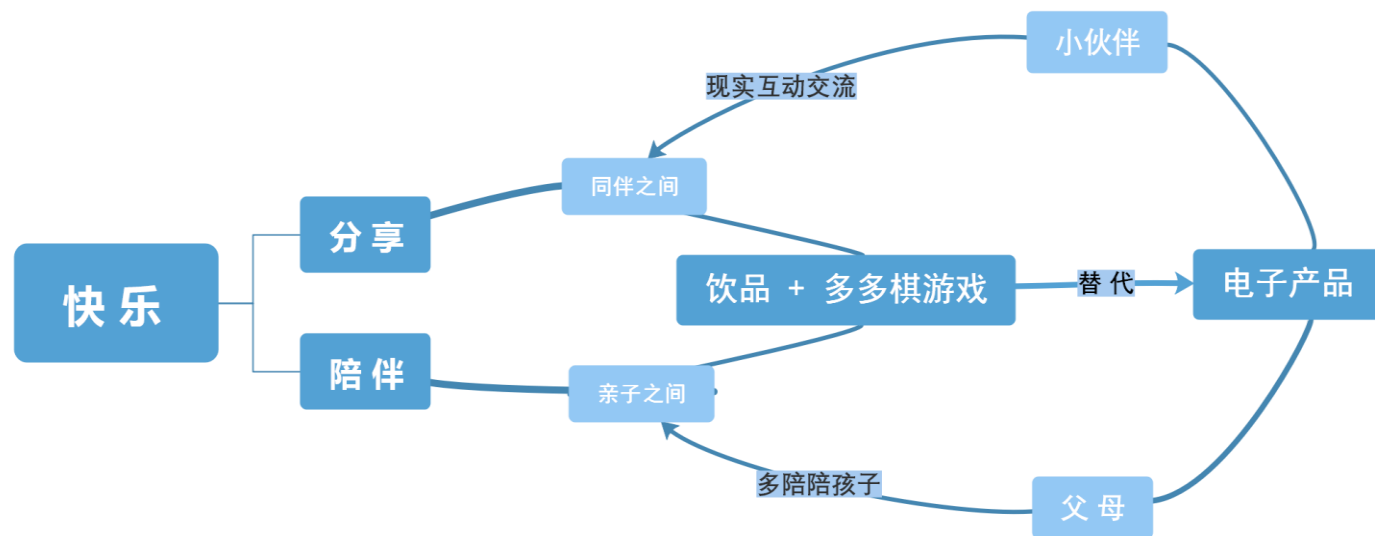 小伙伴
现实互动交流
同伴之间
分享
饮品 + 多多棋游戏
替代
电子产品
快乐
陪伴
亲子之间
多陪陪孩子
父母